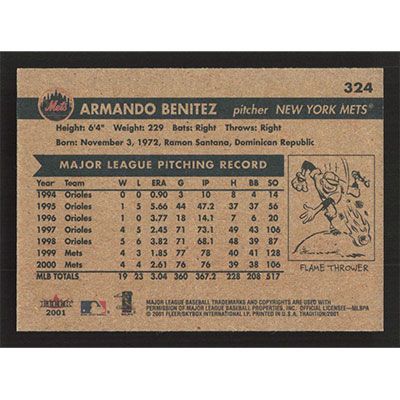 324
Mets ARMANDO BENITEZ pitcher NEW YORK METS®
Height: 6'4" Weight: 229 Bats: Right Throws: Right
Born: November 3, 1972, Ramon Santana, Dominican Republic
MAJOR LEAGUE PITCHING RECORD
Year Team W L ERA G IP H BB SO
1994 Orioles 0 0 0.90 3 10 8 4 14
1995 Orioles 1 5 5.66 44 47.2 37 37 56
1996 Orioles 1 0 3.77 18 14.1 7 6 20
1997 Orioles 4 5 2.45 71 73.1 49 43 106
1998 Orioles 5 6 3.82 71 68.1 48 39 87
1999 Mets 4 3 1.85 77 78 40 41 128
2000 Mets 4 4 2.61 76 76 39 38 106
MLB TOTALS 19 23 3.04 360 367.2 228 208 517
FLAME THROWER
FLEER
2001
MAJOR LEAGUE BASEBALL TRADEMARKS AND COPYRIGHTS ARE USED WITH
PERMISSION OF MAJOR LEAGUE BASEBALL PROPERTIES, INC. OFFICIAL LICENSEE—MLBPA
© 2001 FLEER/SKYBOX INTERNATIONAL LP. PRINTED IN U.S.A. TRADITION/2001